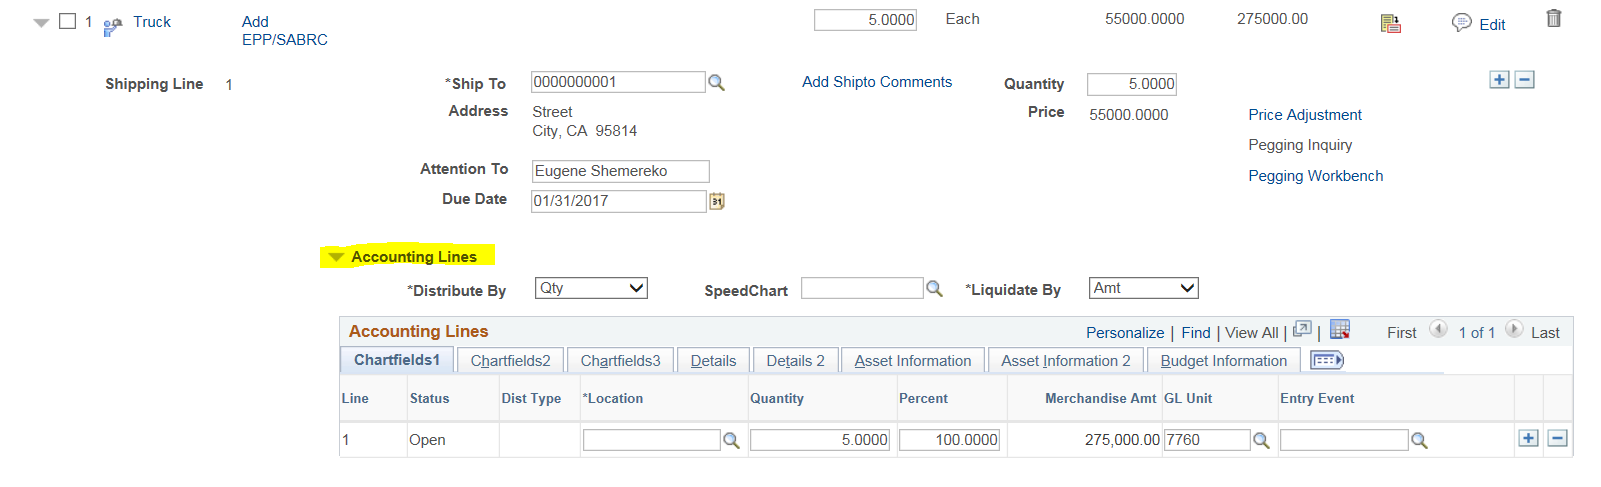 1 Truck Add 5.0000 Each 55000.0000 275000.00 Edit
EPP/SABRC
Shipping Line 1 *Ship To 0000000001 Add Shipto Comments Quantity 5.0000
Address Street Price 55000.0000 Price Adjustment
City, CA 95814
Pegging Inquiry
Attention To Eugene Shemereko Pegging Workbench
Due Date 01/31/2017 31
Accounting Lines
*Distribute By Qty SpeedChart *Liquidate By Amt
Accounting Lines Personalize | Find | View All | | First 1 of 1 Last
Chartfields1 Chartfields2 Chartfields3 Details Details 2 Asset Information Asset Information 2 Budget Information
Line Status Dist Type *Location Quantity Percent Merchandise Amt GL Unit Entry Event
1 Open 5.0000 100.0000 275,000.00 7760